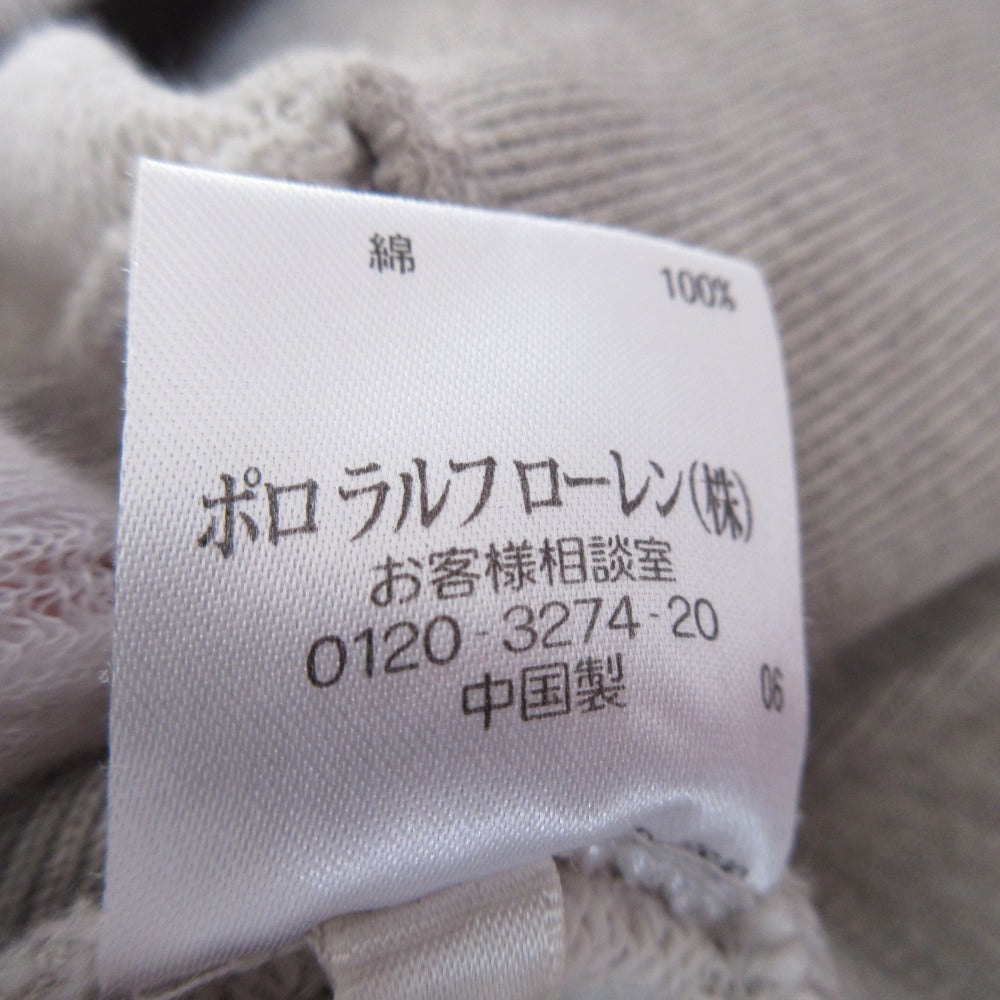 綿 100%
ポロ ラルフ ローレン(株)
お客様相談室
0120-3274-20
中国製
06